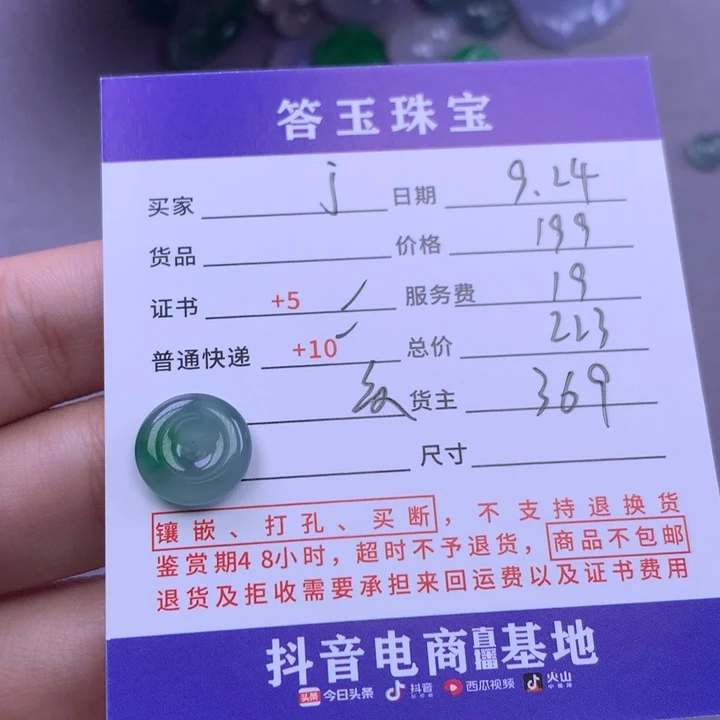 答玉珠宝
买家 j 日期 9.24
货品 价格 199
证书 +5 服务费 19
普通快递 +10 总价 223
货主 369
尺寸
镶嵌、打孔、买断，不支持退换货
鉴赏期48小时，超时不予退货，商品不包邮
退货及拒收需要承担来回运费以及证书费用
抖音电商直播基地
头条 今日头条 抖音 西瓜视频 火山